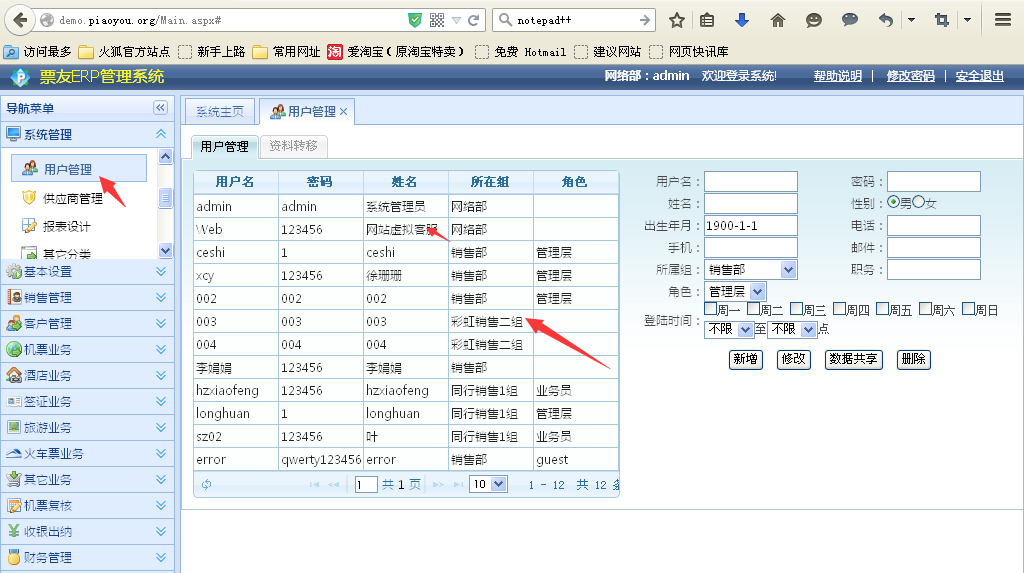 demo.piaoyou.org/Main.aspx#
notepad++
访问最多 火狐官方站点 新手上路 常用网址 爱淘宝（原淘宝特卖） 免费 Hotmail 建议网站 网页快讯库
票友ERP管理系统
网络部：admin 欢迎登录系统! 帮助说明 | 修改密码 | 安全退出
导航菜单
系统主页 用户管理
系统管理
用户管理
供应商管理
报表设计
其它分类
基本设置
销售管理
客户管理
机票业务
酒店业务
签证业务
旅游业务
火车票业务
其它业务
机票复核
收银出纳
财务管理
用户管理 资料转移
用户名 密码 姓名 所在组 角色
admin admin 系统管理员 网络部
Web 123456 网站虚拟客服 网络部
ceshi 1 ceshi 销售部 管理层
xcy 123456 徐珊珊 销售部 管理层
002 002 002 销售部 管理层
003 003 003 彩虹销售二组
004 004 004 彩虹销售二组
李娟娟 123456 李娟娟 销售部
hzxiaofeng 123456 hzxiaofeng 同行销售1组 业务员
longhuan 1 longhuan 同行销售1组 管理层
sz02 123456 叶 同行销售1组 业务员
error qwerty123456 error 销售部 guest
1 共 1 页 10 1 - 12 共 12 条
用户名： 密码：
姓名： 性别：男 女
出生年月：1900-1-1 电话：
手机： 邮件：
所属组：销售部 职务：
角色：管理层
登陆时间： 周一 周二 周三 周四 周五 周六 周日
不限 至 不限 点
新增 修改 数据共享 删除